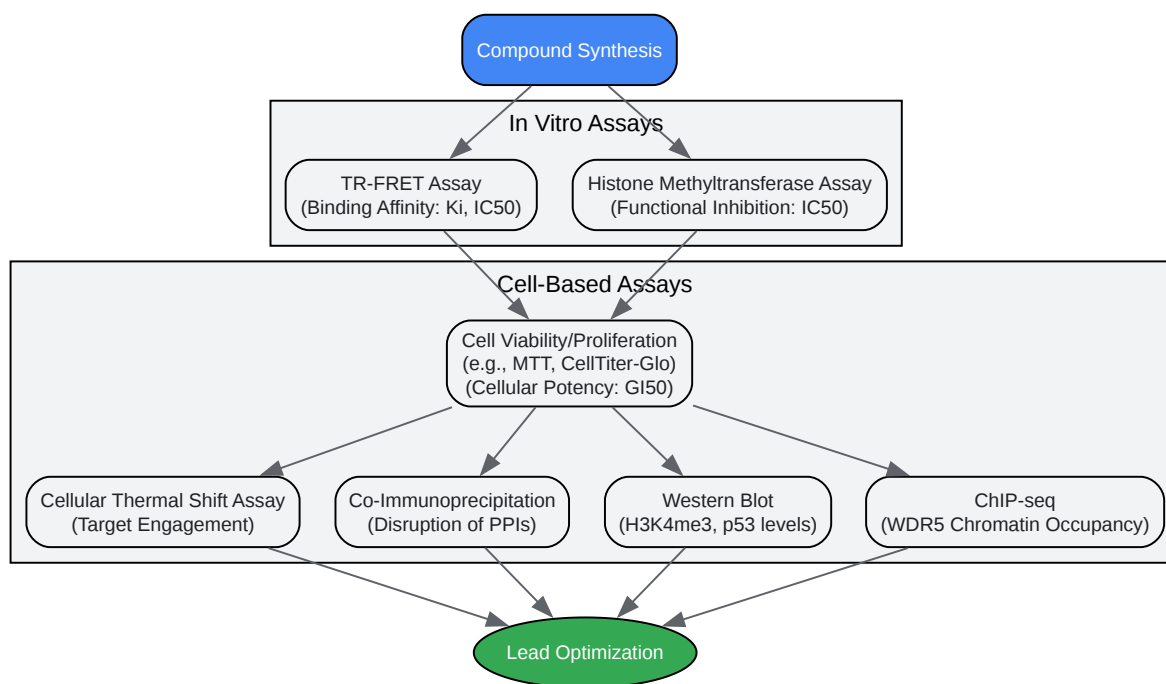 Compound Synthesis
In Vitro Assays
TR-FRET Assay
(Binding Affinity: Ki, IC50)
Histone Methyltransferase Assay
(Functional Inhibition: IC50)
Cell-Based Assays
Cell Viability/Proliferation
(e.g., MTT, CellTiter-Glo)
(Cellular Potency: GI50)
Cellular Thermal Shift Assay
(Target Engagement)
Co-Immunoprecipitation
(Disruption of PPIs)
Western Blot
(H3K4me3, p53 levels)
ChIP-seq
(WDR5 Chromatin Occupancy)
Lead Optimization